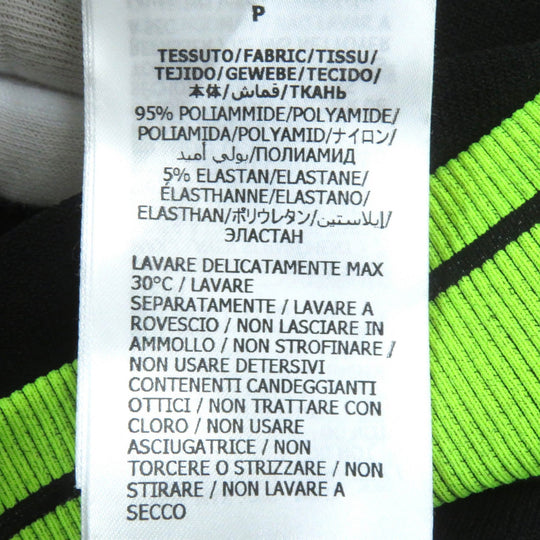 P
TESSUTO/FABRIC/TISSU/
TEJIDO/GEWEBE/TECIDO/
本体/قماش/ТКАНЬ
95% POLIAMMIDE/POLYAMIDE/
POLIAMIDA/POLYAMID/ナイロン/
بولي أميد/ПОЛИАМИД
5% ELASTAN/ELASTANE/
ÉLASTHANNE/ELASTANO/
ELASTHAN/ポリウレタン/إيلاستين/
ЭЛАСТАН
LAVARE DELICATAMENTE MAX
30°C / LAVARE
SEPARATAMENTE / LAVARE A
ROVESCIO / NON LASCIARE IN
AMMOLLO / NON STROFINARE /
NON USARE DETERSIVI
CONTENENTI CANDEGGIANTI
OTTICI / NON TRATTARE CON
CLORO / NON USARE
ASCIUGATRICE / NON
TORCERE O STRIZZARE / NON
STIRARE / NON LAVARE A
SECCO